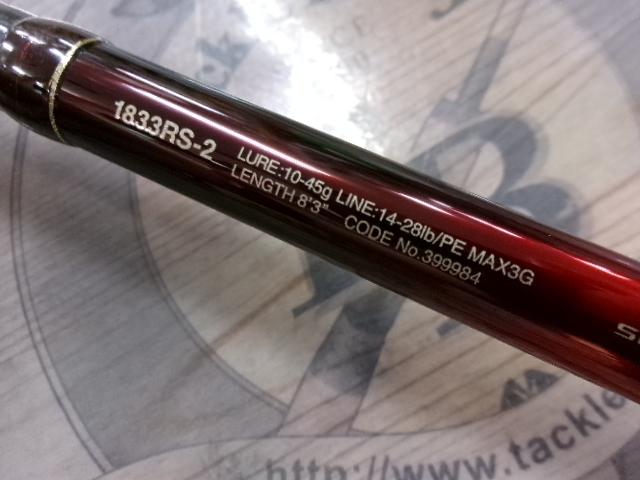 1833RS-2
LURE:10-45g LINE:14-28lb/PE MAX3G
LENGTH 8'3" CODE No.399984
http://www.tackle